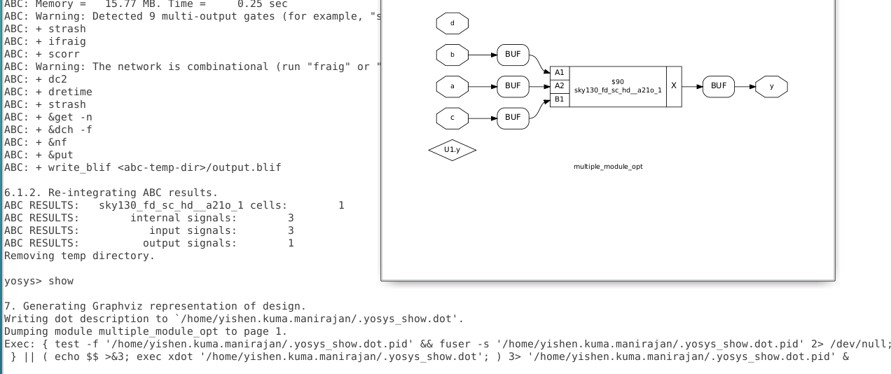 ABC: Memory =   15.77 MB. Time =     0.25 sec
ABC: Warning: Detected 9 multi-output gates (for example, "s
ABC: + strash
ABC: + ifraig
ABC: + scorr
ABC: Warning: The network is combinational (run "fraig" or "
ABC: + dc2
ABC: + dretime
ABC: + strash
ABC: + &get -n
ABC: + &dch -f
ABC: + &nf
ABC: + &put
ABC: + write_blif <abc-temp-dir>/output.blif
6.1.2. Re-integrating ABC results.
ABC RESULTS:   sky130_fd_sc_hd__a21o_1 cells:        1
ABC RESULTS:        internal signals:        3
ABC RESULTS:           input signals:        3
ABC RESULTS:          output signals:        1
Removing temp directory.
yosys> show
7. Generating Graphviz representation of design.
Writing dot description to `/home/yishen.kuma.manirajan/.yosys_show.dot'.
Dumping module multiple_module_opt to page 1.
Exec: { test -f '/home/yishen.kuma.manirajan/.yosys_show.dot.pid' && fuser -s '/home/yishen.kuma.manirajan/.yosys_show.dot.pid' 2> /dev/null;
} || ( echo $$ >&3; exec xdot '/home/yishen.kuma.manirajan/.yosys_show.dot'; ) 3> '/home/yishen.kuma.manirajan/.yosys_show.dot.pid' &
d
b
BUF
a
BUF
c
BUF
A1
A2
B1
$90
sky130_fd_sc_hd__a21o_1
X
BUF
y
U1.y
multiple_module_opt